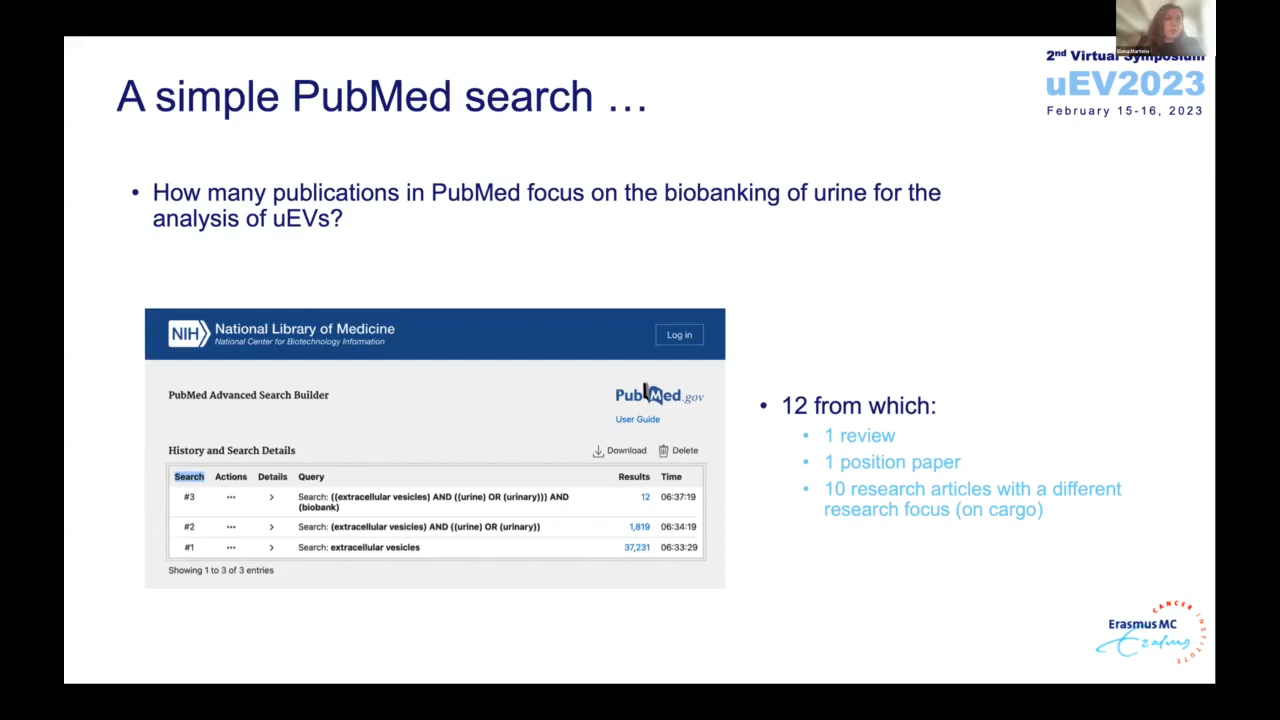 Elena Martens
2nd Virtual Symposium
uEV2023
February 15-16, 2023
A simple PubMed search …
• How many publications in PubMed focus on the biobanking of urine for the
analysis of uEVs?
NIH National Library of Medicine
National Center for Biotechnology Information
Log in
PubMed Advanced Search Builder
PubMed.gov
User Guide
History and Search Details
Download Delete
Search Actions Details Query Results Time
#3 ••• > Search: ((extracellular vesicles) AND ((urine) OR (urinary))) AND 12 06:37:19
(biobank)
#2 ••• > Search: (extracellular vesicles) AND ((urine) OR (urinary)) 1,819 06:34:19
#1 ••• > Search: extracellular vesicles 37,231 06:33:29
Showing 1 to 3 of 3 entries
• 12 from which:
• 1 review
• 1 position paper
• 10 research articles with a different
research focus (on cargo)
CANCER INSTITUTE
Erasmus MC
Erasmus